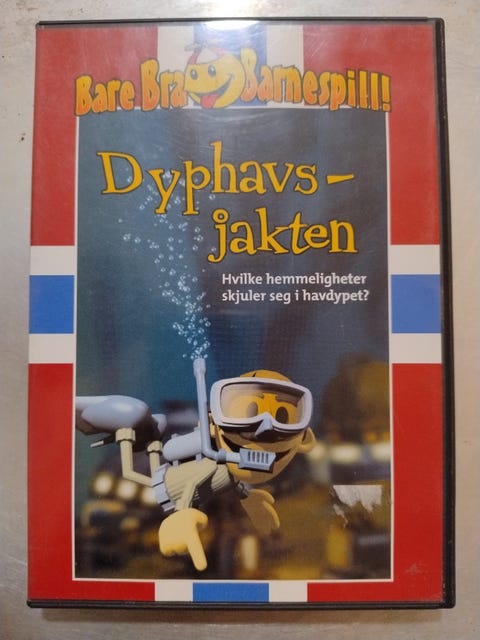 Bare Bra Barnespill!
Dyphavs-
jakten
Hvilke hemmeligheter
skjuler seg i havdypet?